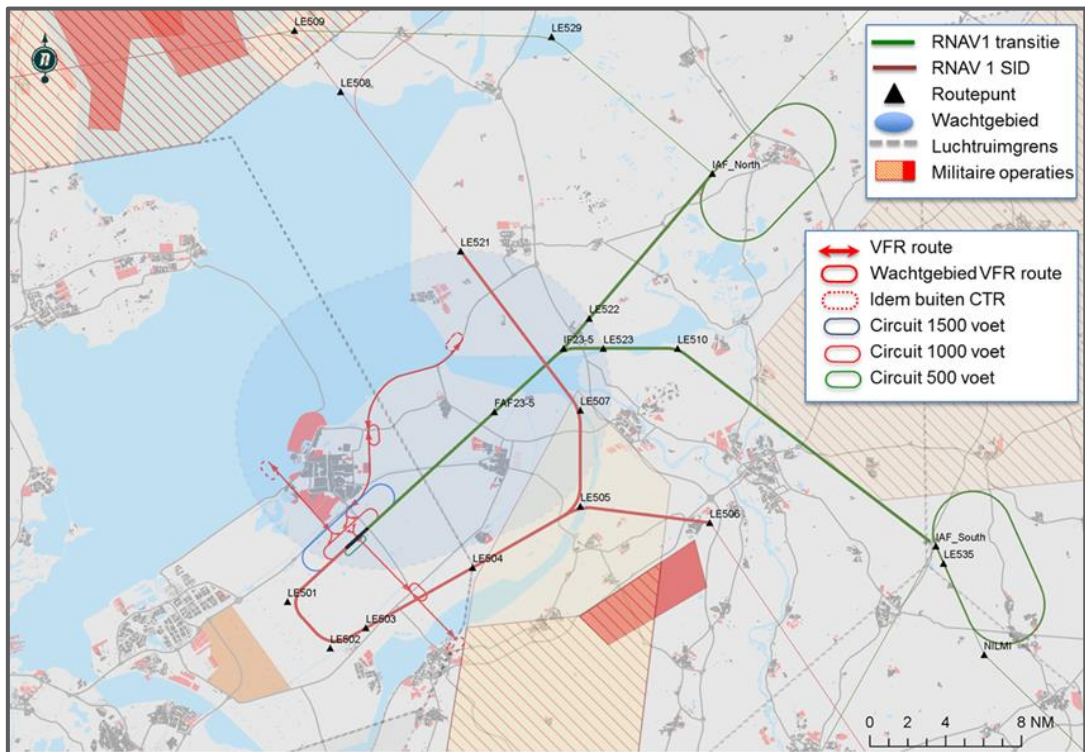 LE509
LE529
n
LE508
IAF_North
LE521
LE522
IF23-5
LE523
LE510
FAF23-5
LE507
LE505
LE506
LE504
IAF_South
LE535
LE501
LE503
LE502
NILMI
RNAV1 transitie
RNAV 1 SID
Routepunt
Wachtgebied
Luchtruimgrens
Militaire operaties
VFR route
Wachtgebied VFR route
Idem buiten CTR
Circuit 1500 voet
Circuit 1000 voet
Circuit 500 voet
0 2 4 8 NM